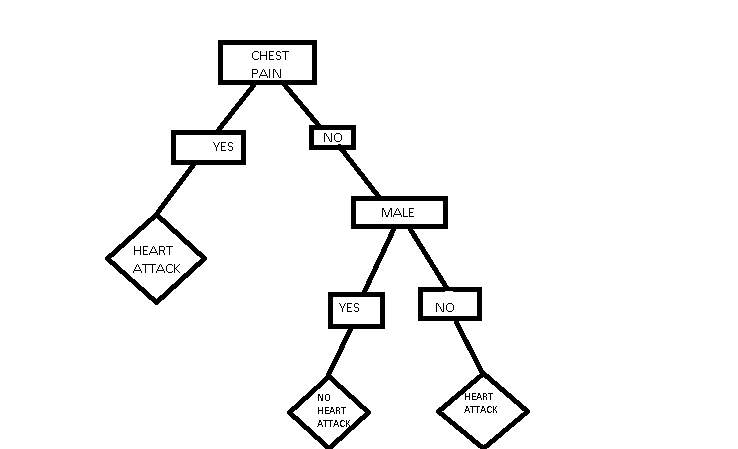 CHEST
PAIN
YES
NO
MALE
HEART
ATTACK
YES
NO
NO
HEART
ATTACK
HEART
ATTACK